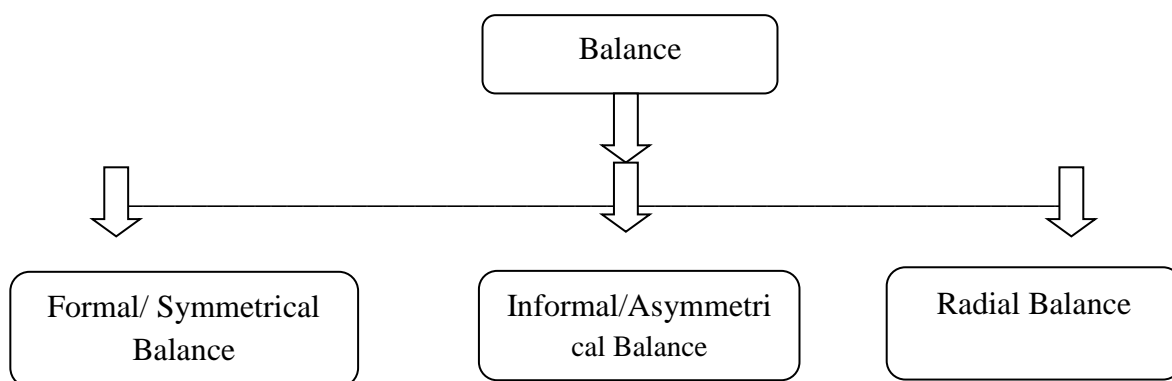 Balance
Formal/ Symmetrical
Balance
Informal/Asymmetri
cal Balance
Radial Balance